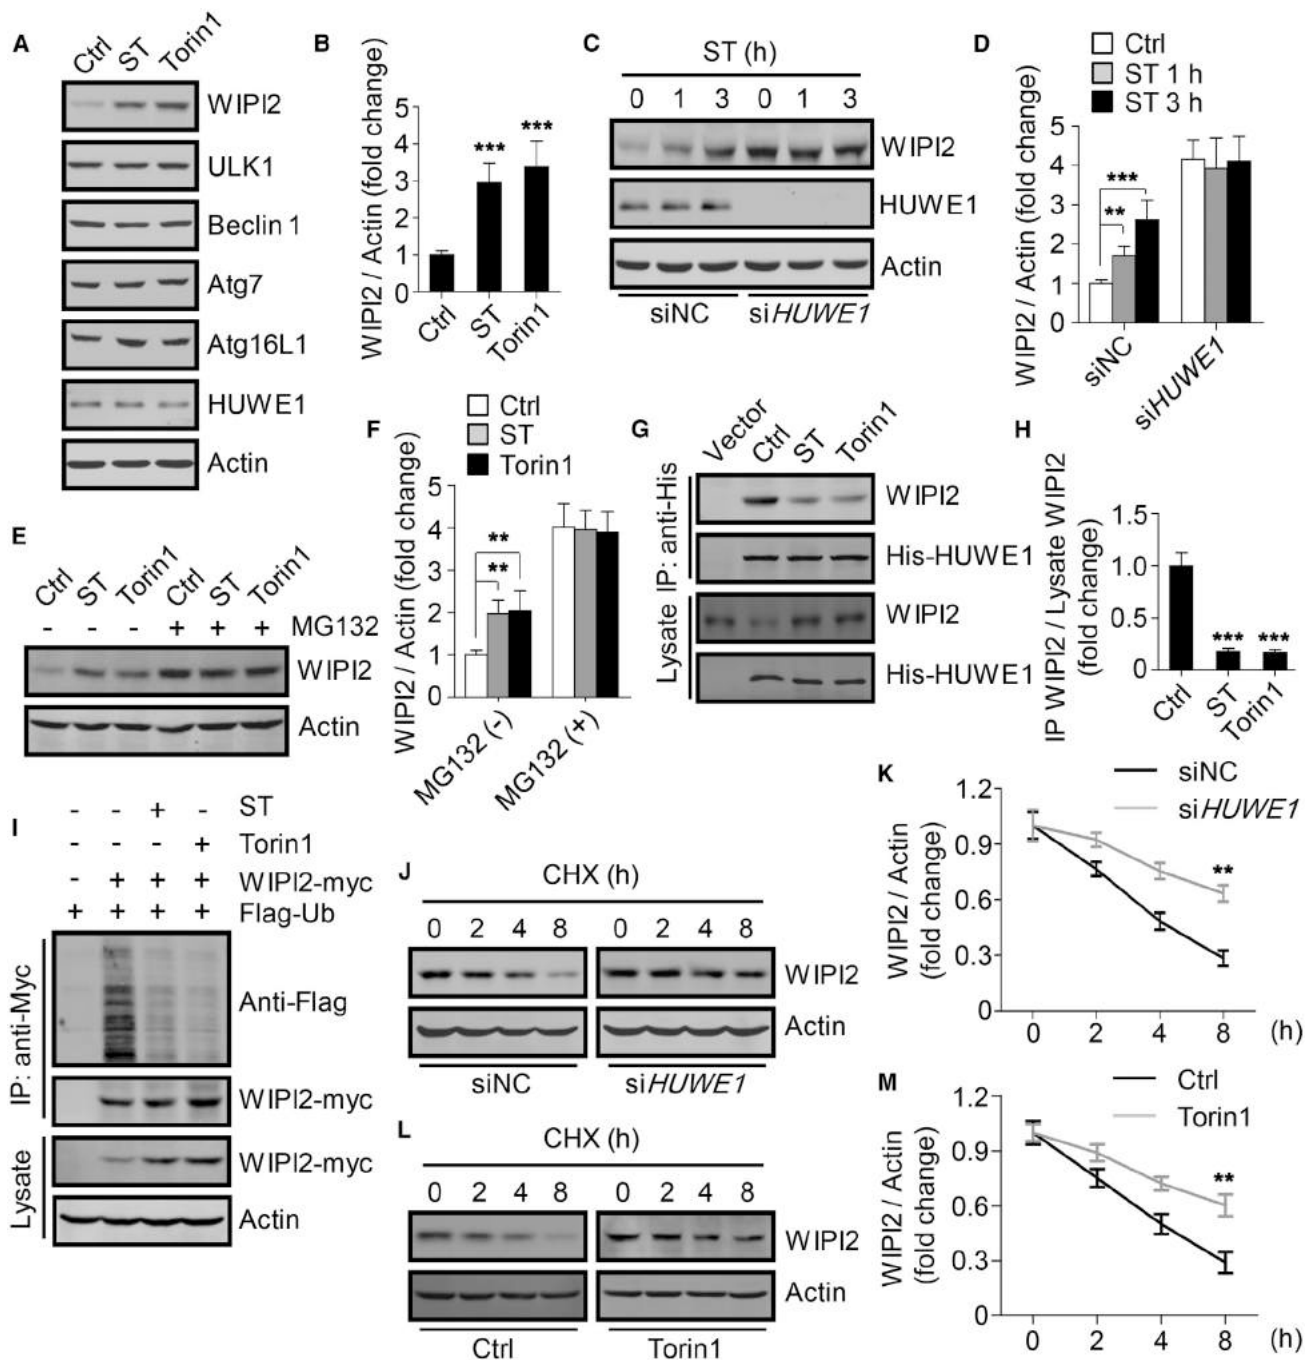 A
Ctrl
ST
Torin1
WIPI2
ULK1
Beclin 1
Atg7
Atg16L1
HUWE1
Actin
B
WIPI2 / Actin (fold change)
5
4
3
2
1
0
***
***
Ctrl
ST
Torin1
C
ST (h)
0 1 3 0 1 3
WIPI2
HUWE1
Actin
siNC siHUWE1
D
Ctrl
ST 1 h
ST 3 h
WIPI2 / Actin (fold change)
5
4
3
2
1
0
***
**
siNC
siHUWE1
E
Ctrl
ST
Torin1
Ctrl
ST
Torin1
- - - + + + MG132
WIPI2
Actin
F
Ctrl
ST
Torin1
WIPI2 / Actin (fold change)
5
4
3
2
1
0
**
**
MG132 (-)
MG132 (+)
G
Vector
Ctrl
ST
Torin1
IP: anti-His
WIPI2
His-HUWE1
Lysate
WIPI2
His-HUWE1
H
IP WIPI2 / Lysate WIPI2
(fold change)
1.5
1.0
0.5
0
*** ***
Ctrl
ST
Torin1
I
- - + - ST
- - - + Torin1
- + + + WIPI2-myc
+ + + + Flag-Ub
IP: anti-Myc
Anti-Flag
WIPI2-myc
Lysate
WIPI2-myc
Actin
J
CHX (h)
0 2 4 8 0 2 4 8
WIPI2
Actin
siNC siHUWE1
K
siNC
siHUWE1
WIPI2 / Actin
(fold change)
1.2
0.9
0.6
0.3
0
**
0 2 4 8 (h)
L
CHX (h)
0 2 4 8 0 2 4 8
WIPI2
Actin
Ctrl Torin1
M
Ctrl
Torin1
WIPI2 / Actin
(fold change)
1.2
0.9
0.6
0.3
0
**
0 2 4 8 (h)